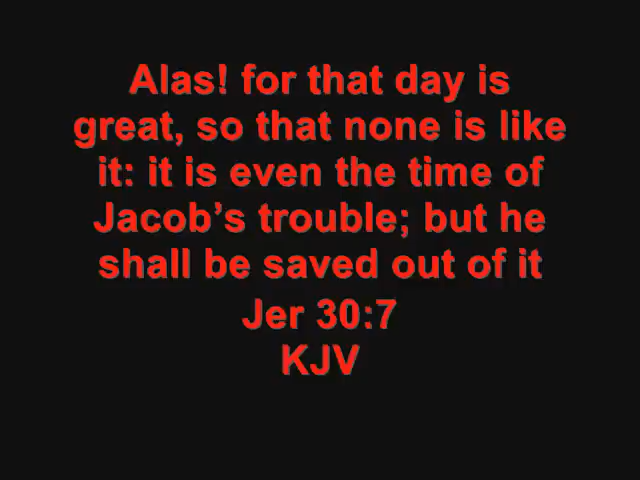 Alas! for that day is
great, so that none is like
it: it is even the time of
Jacob’s trouble; but he
shall be saved out of it
Jer 30:7
KJV